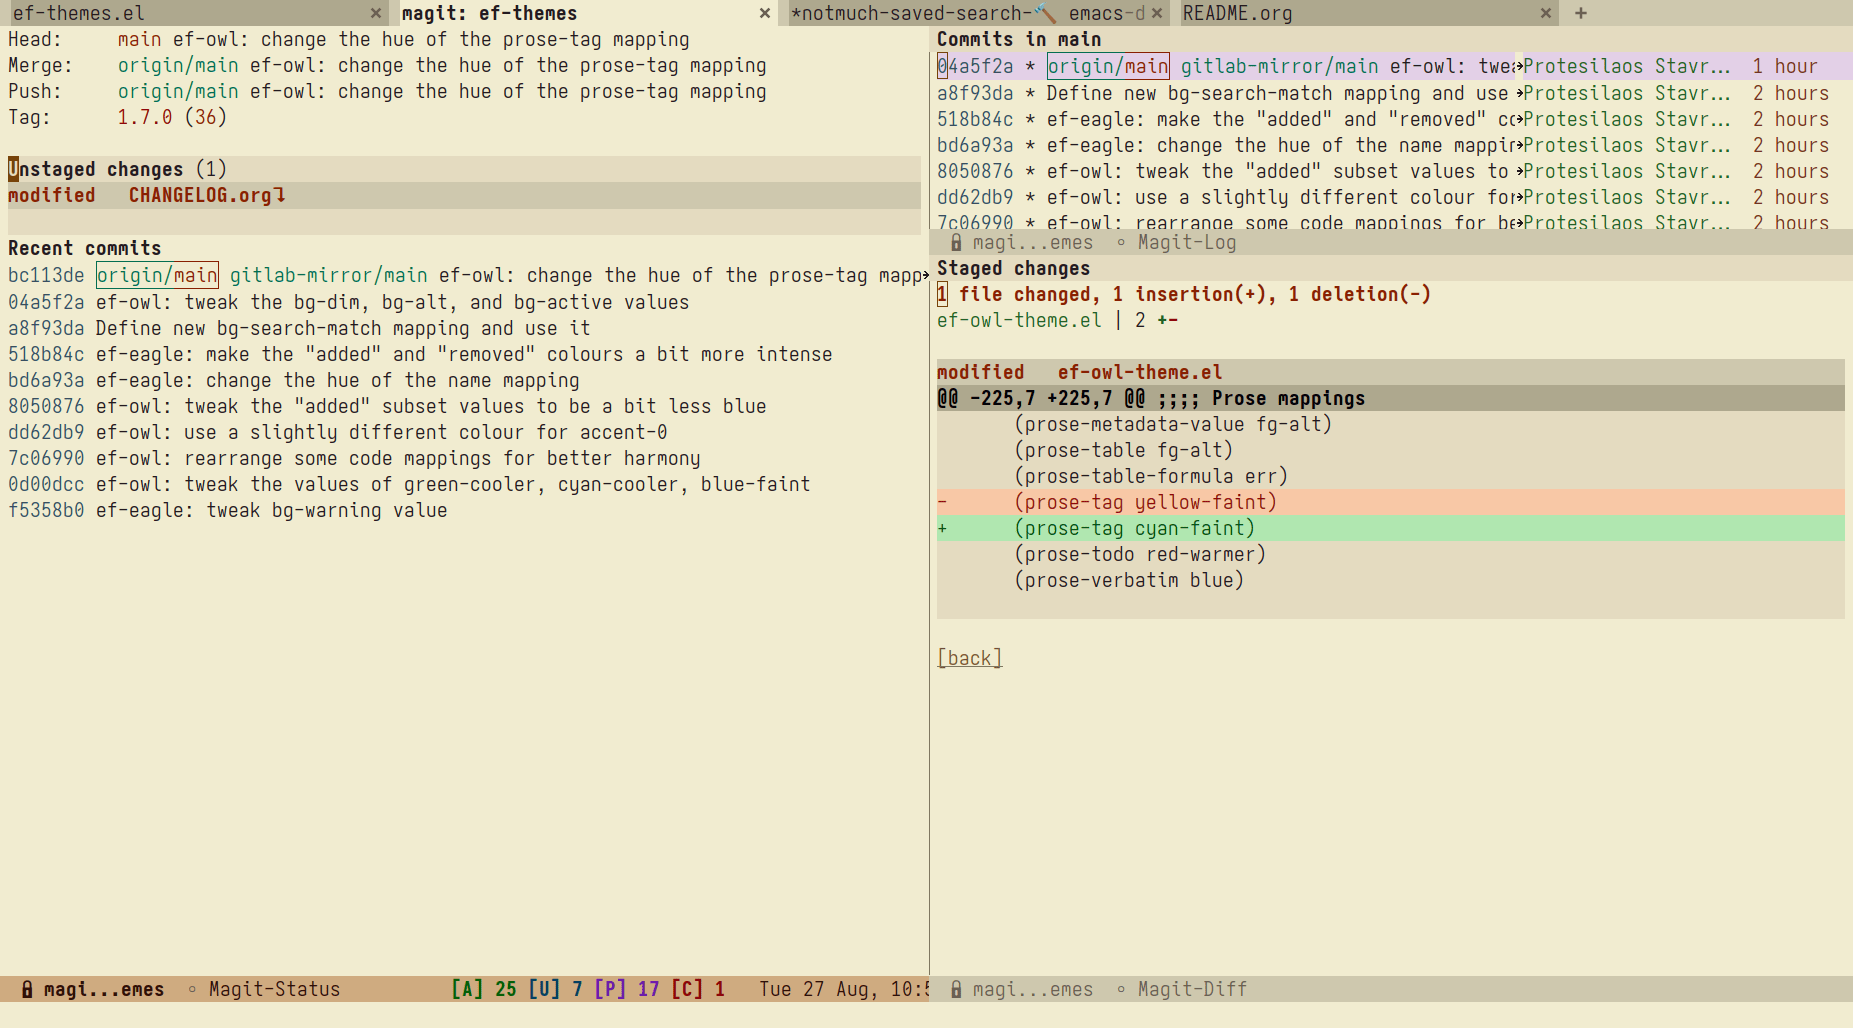 ef-themes.el × magit: ef-themes × *notmuch-saved-search-🔨 emacs-d × README.org × +
Head:     main ef-owl: change the hue of the prose-tag mapping
Merge:    origin/main ef-owl: change the hue of the prose-tag mapping
Push:     origin/main ef-owl: change the hue of the prose-tag mapping
Tag:      1.7.0 (36)
Unstaged changes (1)
modified   CHANGELOG.org
Recent commits
bc113de origin/main gitlab-mirror/main ef-owl: change the hue of the prose-tag mapp
04a5f2a ef-owl: tweak the bg-dim, bg-alt, and bg-active values
a8f93da Define new bg-search-match mapping and use it
518b84c ef-eagle: make the "added" and "removed" colours a bit more intense
bd6a93a ef-eagle: change the hue of the name mapping
8050876 ef-owl: tweak the "added" subset values to be a bit less blue
dd62db9 ef-owl: use a slightly different colour for accent-0
7c06990 ef-owl: rearrange some code mappings for better harmony
0d00dcc ef-owl: tweak the values of green-cooler, cyan-cooler, blue-faint
f5358b0 ef-eagle: tweak bg-warning value
magi...emes ◦ Magit-Status [A] 25 [U] 7 [P] 17 [C] 1 Tue 27 Aug, 10:5
Commits in main
04a5f2a * origin/main gitlab-mirror/main ef-owl: twea Protesilaos Stavr… 1 hour
a8f93da * Define new bg-search-match mapping and use Protesilaos Stavr… 2 hours
518b84c * ef-eagle: make the "added" and "removed" co Protesilaos Stavr… 2 hours
bd6a93a * ef-eagle: change the hue of the name mappin Protesilaos Stavr… 2 hours
8050876 * ef-owl: tweak the "added" subset values to Protesilaos Stavr… 2 hours
dd62db9 * ef-owl: use a slightly different colour for Protesilaos Stavr… 2 hours
7c06990 * ef-owl: rearrange some code mappings for be Protesilaos Stavr… 2 hours
magi...emes ◦ Magit-Log
Staged changes
1 file changed, 1 insertion(+), 1 deletion(-)
ef-owl-theme.el | 2 +-
modified   ef-owl-theme.el
@@ -225,7 +225,7 @@ ;;;; Prose mappings
       (prose-metadata-value fg-alt)
       (prose-table fg-alt)
       (prose-table-formula err)
-      (prose-tag yellow-faint)
+      (prose-tag cyan-faint)
       (prose-todo red-warmer)
       (prose-verbatim blue)
[back]
magi...emes ◦ Magit-Diff